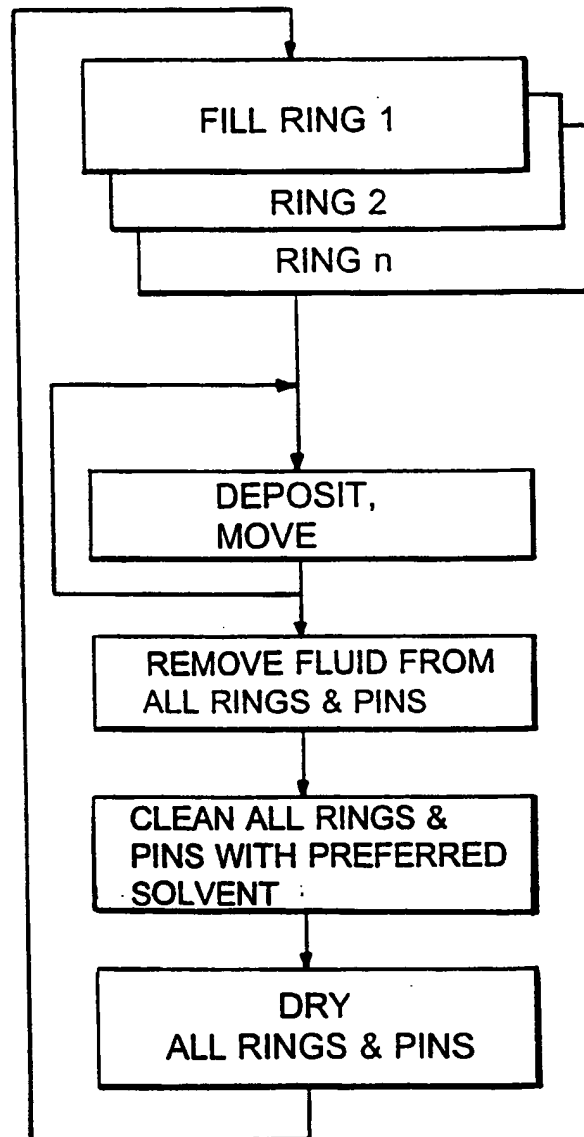 FILL RING 1
RING 2
RING n
DEPOSIT,
MOVE
REMOVE FLUID FROM
ALL RINGS & PINS
CLEAN ALL RINGS &
PINS WITH PREFERRED
SOLVENT
DRY
ALL RINGS & PINS